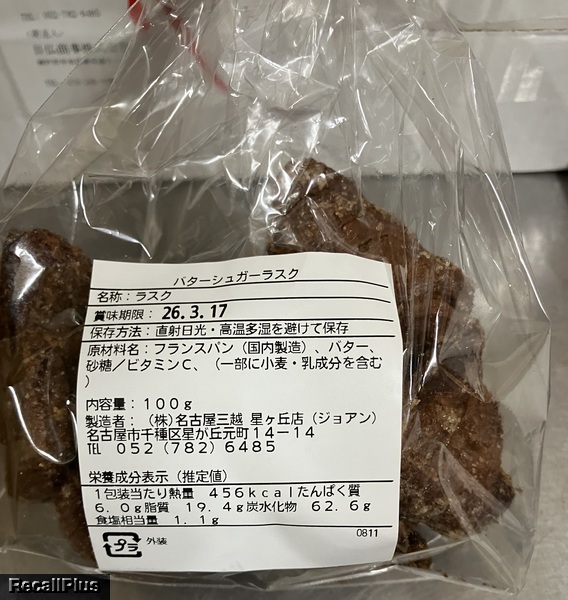 バターシュガーラスク
名称：ラスク
賞味期限： 26. 3. 17
保存方法：直射日光・高温多湿を避けて保存
原材料名：フランスパン（国内製造）、バター、
砂糖／ビタミンC、（一部に小麦・乳成分を含む
）
内容量：１００ｇ
製造者：（株）名古屋三越 星ヶ丘店（ジョアン）
名古屋市千種区星が丘元町１４－１４
TEL ０５２（７８２）６４８５
栄養成分表示（推定値）
１包装当たり熱量 ４５６ｋｃａｌたんぱく質
６．０ｇ脂質 １９．４ｇ炭水化物 ６２．６ｇ
食塩相当量 １．１ｇ
プラ 外装
0811
RecallPlus